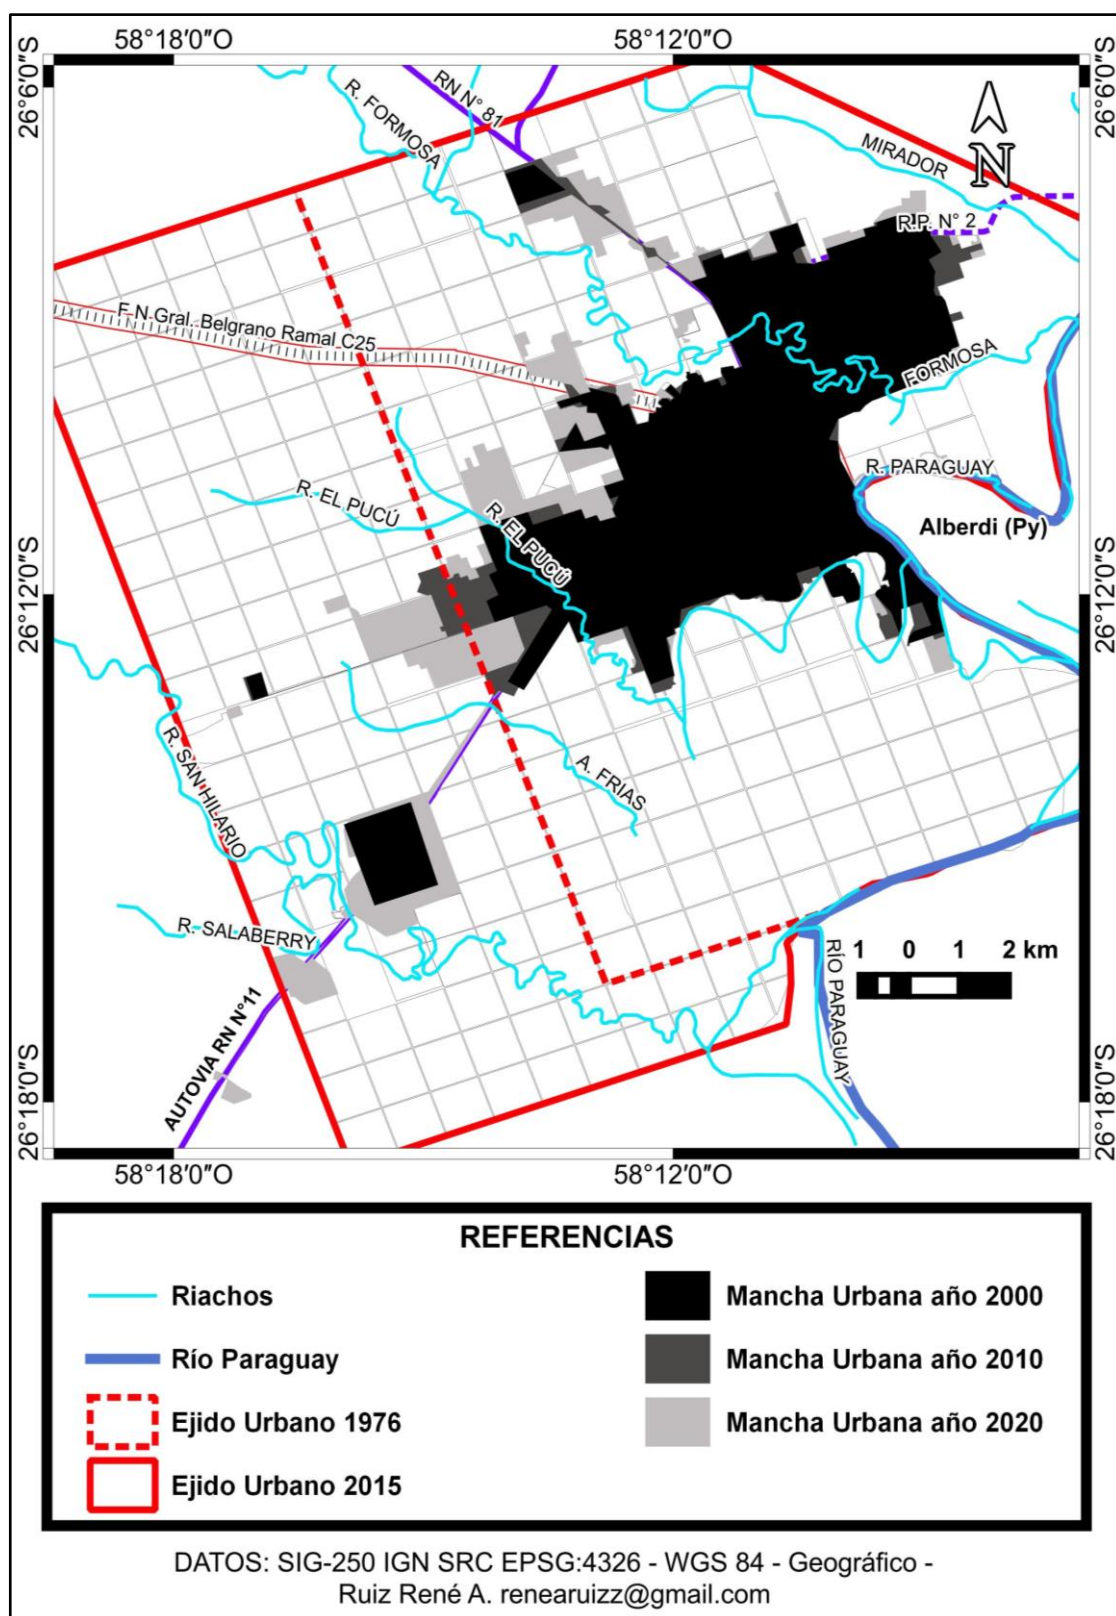 58°18′0″O
58°12′0″O
26°6′0″S
26°6′0″S
RN N° 81
R. FORMOSA
MIRADOR
N
R.P. N° 2
F N Gral. Belgrano Ramal C25
FORMOSA
R. PARAGUAY
R. EL PUCÚ
R. EL PUCÚ
Alberdi (Py)
26°12′0″S
26°12′0″S
R. SAN HILARIO
A. FRIAS
R. SALABERRY
1 0 1 2 km
RÍO PARAGUAY
AUTOVIA RN N°11
26°18′0″S
26°18′0″S
58°18′0″O
58°12′0″O
REFERENCIAS
Riachos
Río Paraguay
Ejido Urbano 1976
Ejido Urbano 2015
Mancha Urbana año 2000
Mancha Urbana año 2010
Mancha Urbana año 2020
DATOS: SIG-250 IGN SRC EPSG:4326 - WGS 84 - Geográfico -
Ruiz René A. renearuizz@gmail.com